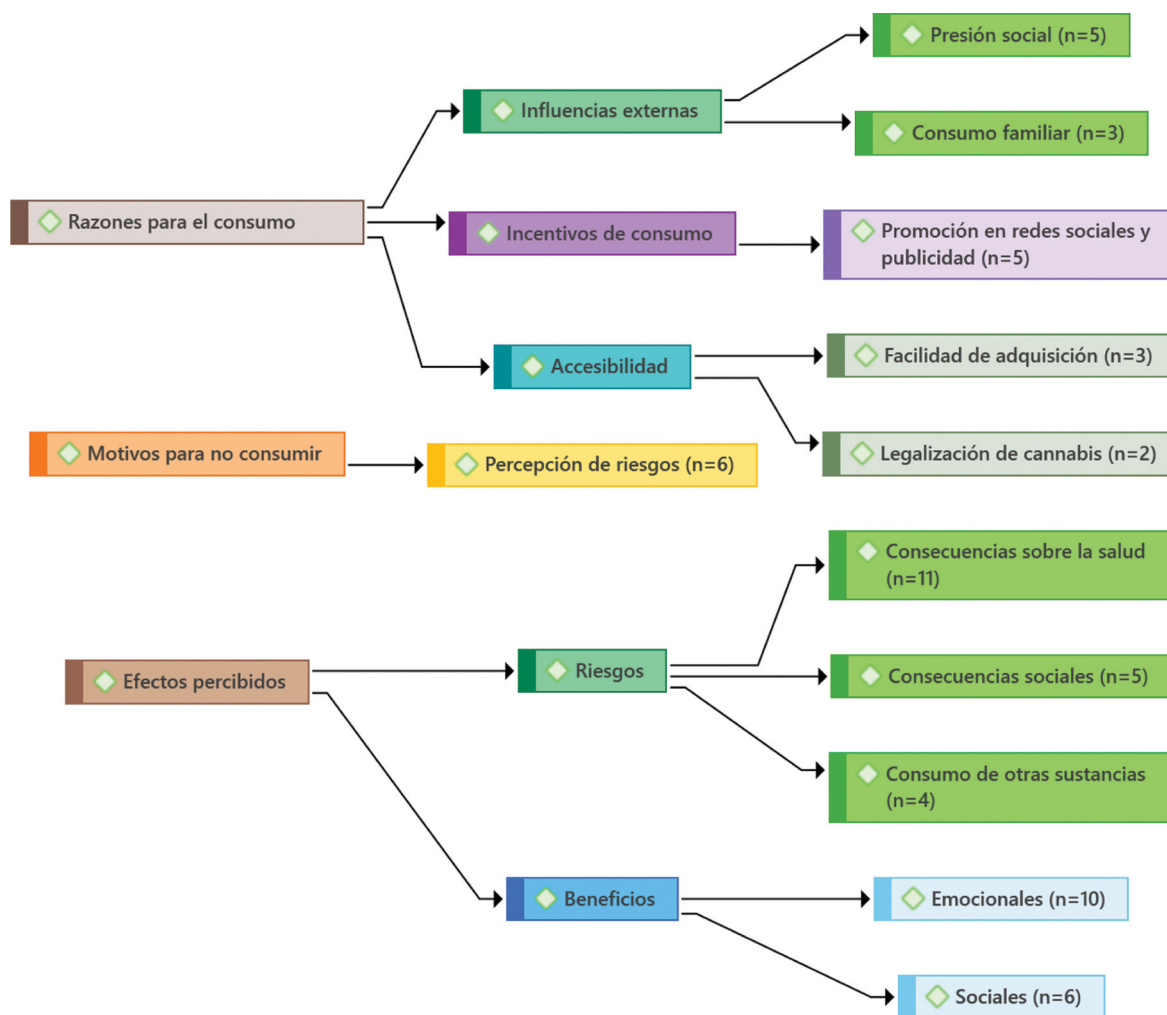 Presión social (n=5)
Influencias externas
Consumo familiar (n=3)
Razones para el consumo
Incentivos de consumo
Promoción en redes sociales y
publicidad (n=5)
Accesibilidad
Facilidad de adquisición (n=3)
Legalización de cannabis (n=2)
Motivos para no consumir
Percepción de riesgos (n=6)
Efectos percibidos
Riesgos
Consecuencias sobre la salud
(n=11)
Consecuencias sociales (n=5)
Consumo de otras sustancias
(n=4)
Beneficios
Emocionales (n=10)
Sociales (n=6)